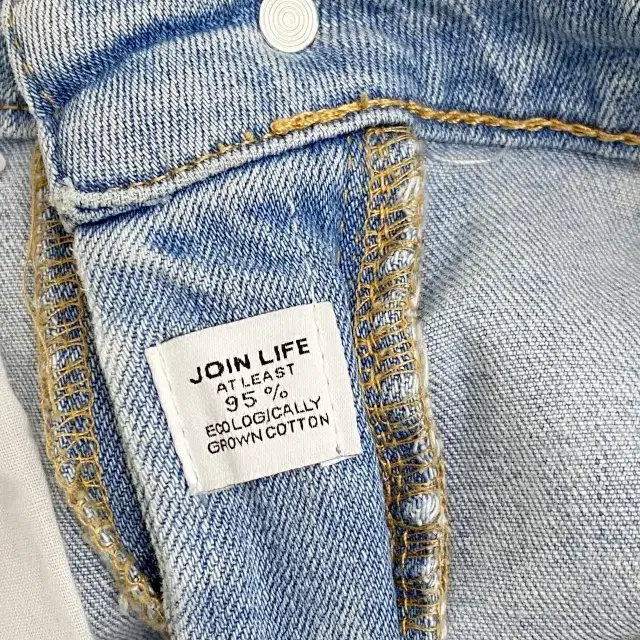 JOIN LIFE
AT LEAST
95 %
ECOLOGICALLY
GROWN COTTON